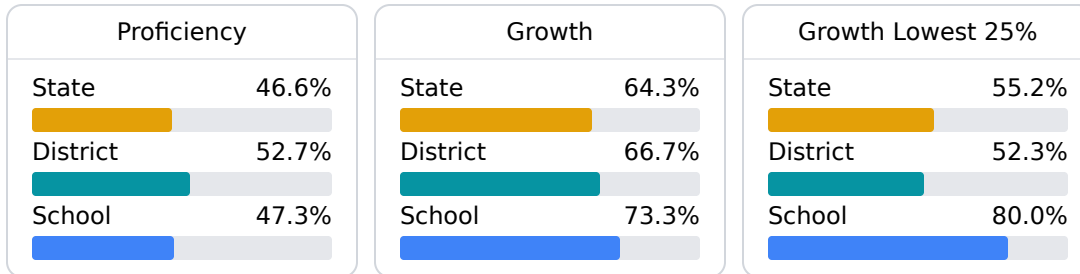 Proficiency
State 46.6%
District 52.7%
School 47.3%
Growth
State 64.3%
District 66.7%
School 73.3%
Growth Lowest 25%
State 55.2%
District 52.3%
School 80.0%